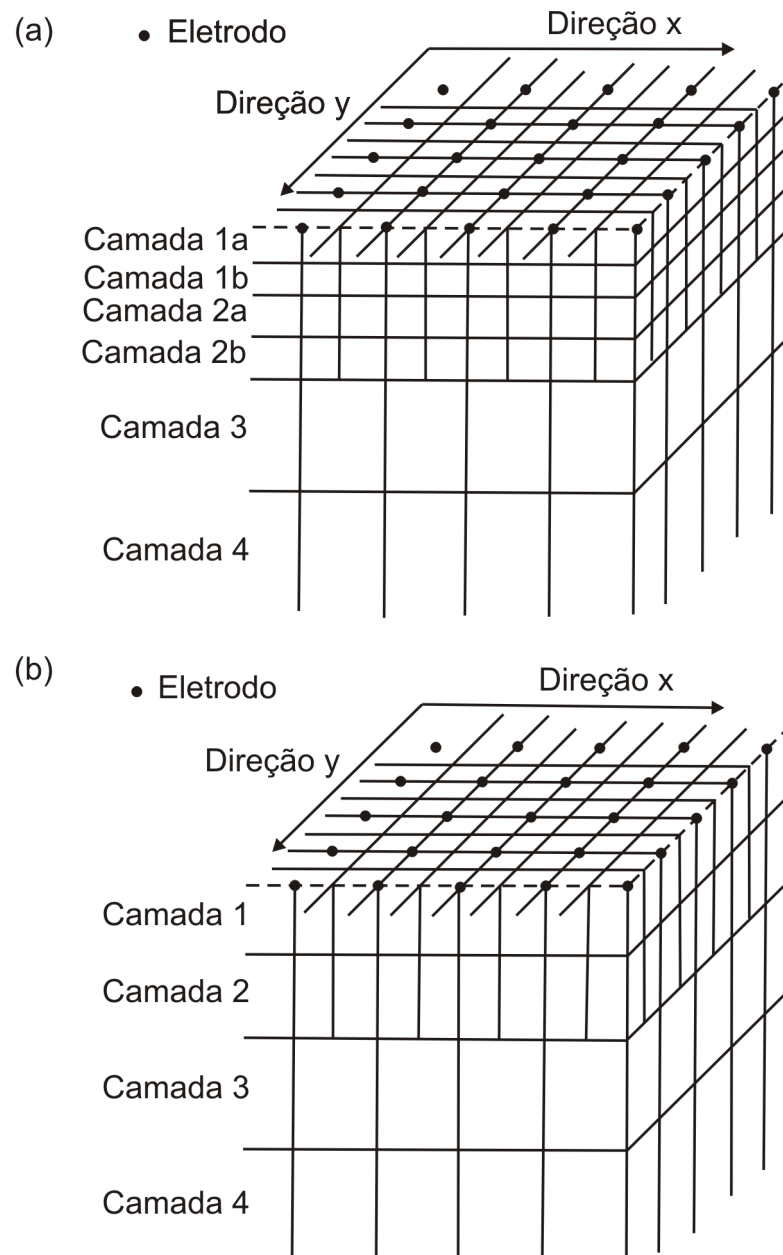 (a)
Eletrodo
Direção x
Direção y
Camada 1a
Camada 1b
Camada 2a
Camada 2b
Camada 3
Camada 4
(b)
Eletrodo
Direção x
Direção y
Camada 1
Camada 2
Camada 3
Camada 4